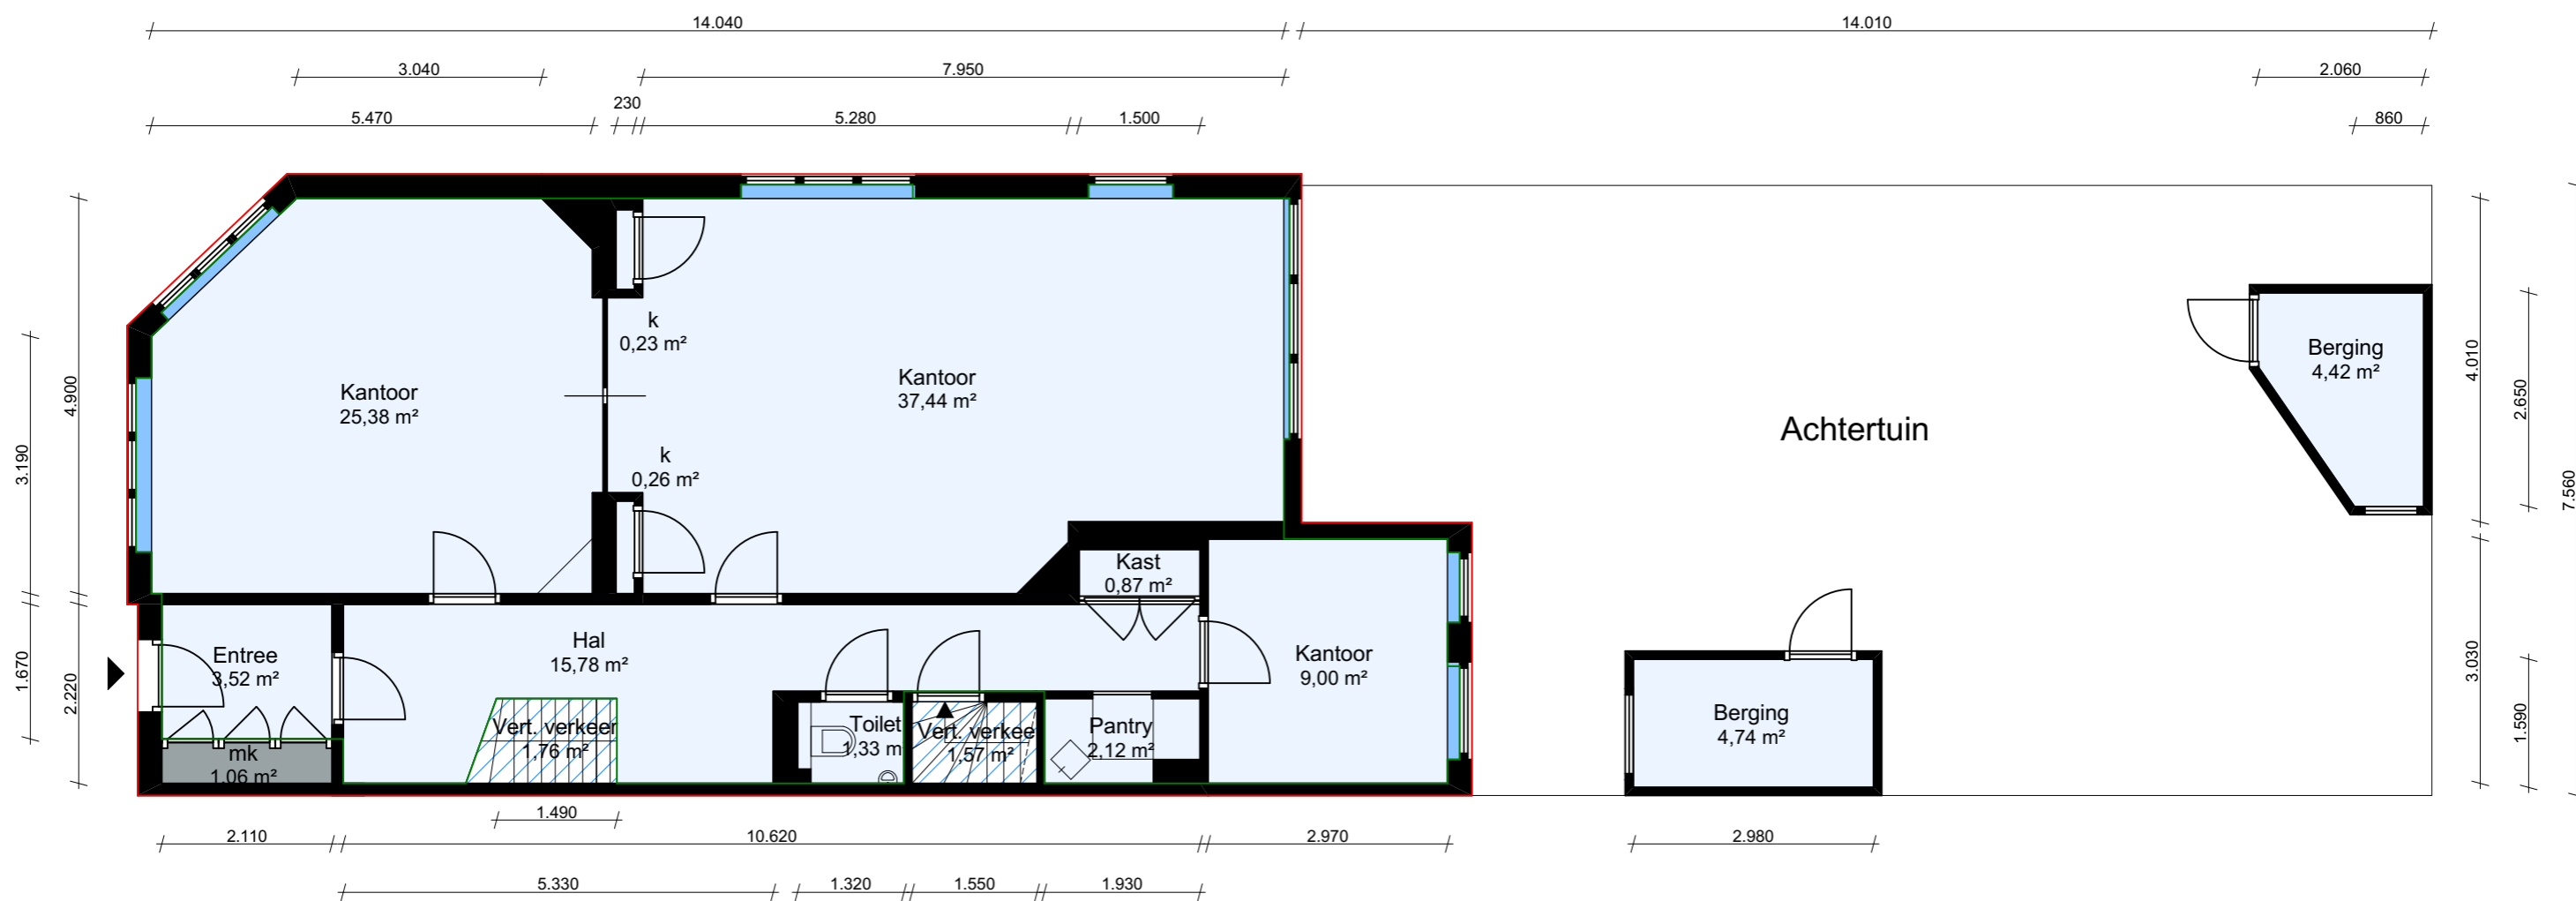 14.040
14.010
3.040
7.950
2.060
230
5.470
5.280
1.500
860
k
0,23 m²
Kantoor
25,38 m²
Kantoor
37,44 m²
k
0,26 m²
Berging
4,42 m²
Achtertuin
4.900
3.190
4.010
2.650
7.560
Kast
0,87 m²
Hal
15,78 m²
Entree
3,52 m²
Kantoor
9,00 m²
1.670
2.220
3.030
1.590
Vert. verkeer
1,76 m²
Toilet
1,33 m
Vert. verkeer
1,57 m²
Pantry
2,12 m²
Berging
4,74 m²
mk
1,06 m²
1.490
2.110
10.620
2.970
2.980
5.330
1.320
1.550
1.930